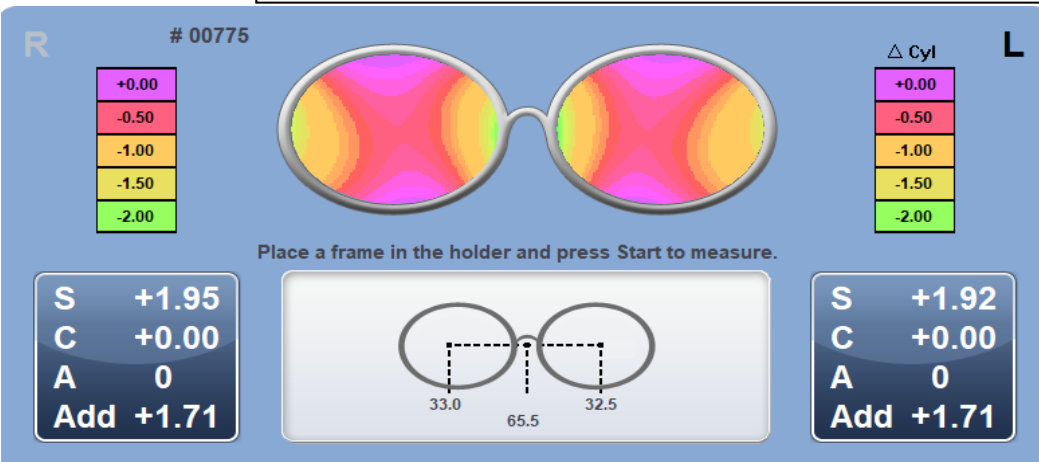 R
# 00775
△ Cyl
L
+0.00
-0.50
-1.00
-1.50
-2.00
+0.00
-0.50
-1.00
-1.50
-2.00
Place a frame in the holder and press Start to measure.
S +1.95
C +0.00
A 0
Add +1.71
33.0
32.5
65.5
S +1.92
C +0.00
A 0
Add +1.71